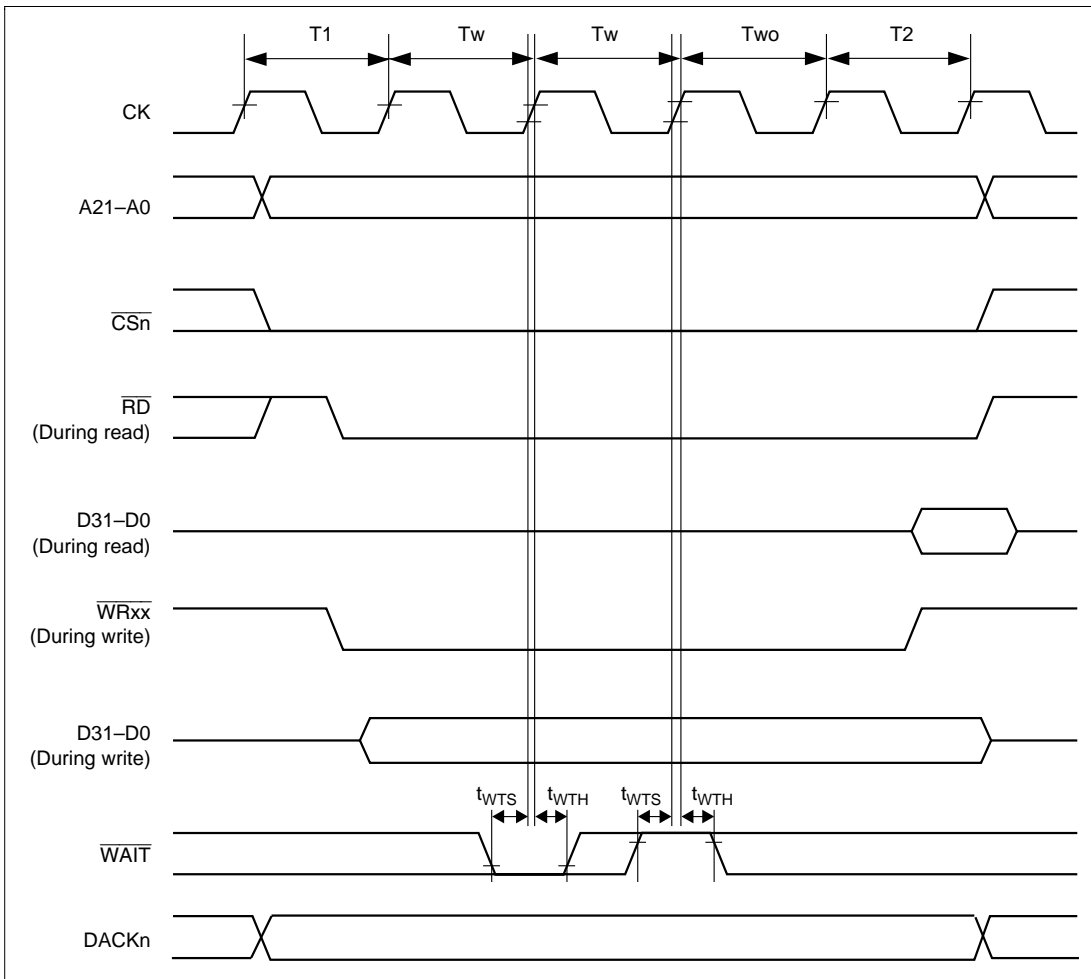 T1 Tw Tw Two T2
CK
A21–A0
CSn
RD
(During read)
D31–D0
(During read)
WRxx
(During write)
D31–D0
(During write)
tWTS tWTH tWTS tWTH
WAIT
DACKn